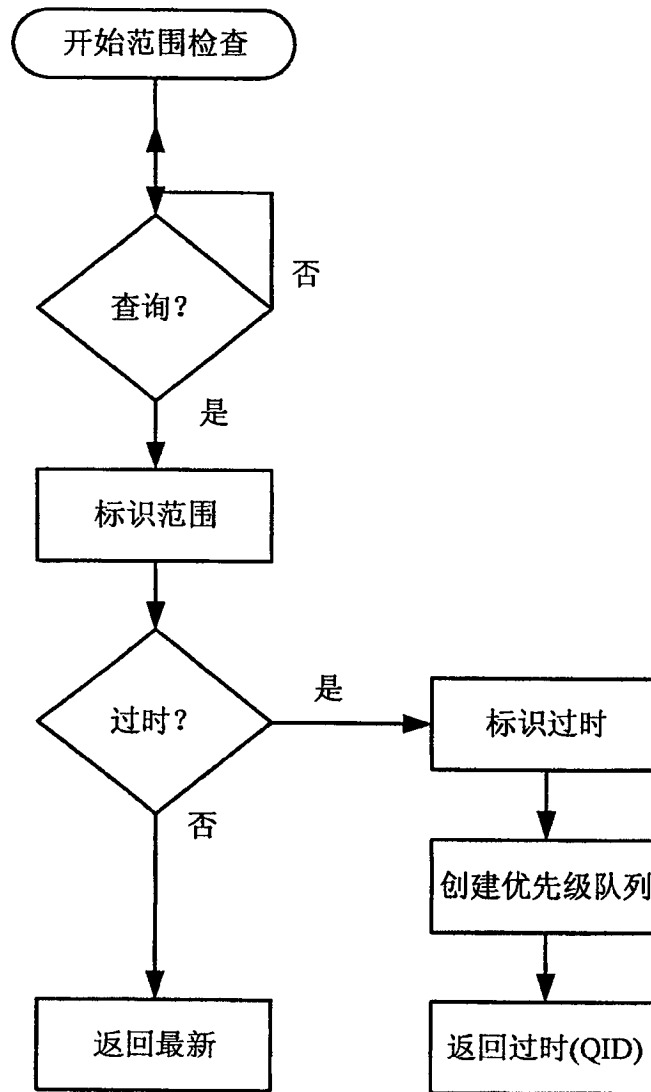 开始范围检查
查询？
否
是
标识范围
过时？
是
标识过时
否
创建优先级队列
返回最新
返回过时(QID)